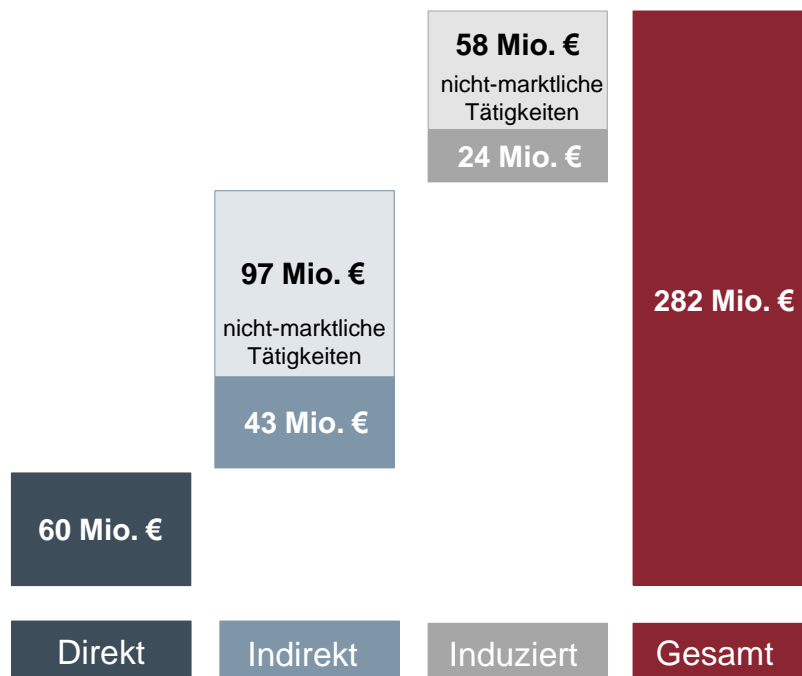 58 Mio. €
nicht-marktliche
Tätigkeiten
24 Mio. €
97 Mio. €
nicht-marktliche
Tätigkeiten
43 Mio. €
282 Mio. €
60 Mio. €
Direkt
Indirekt
Induziert
Gesamt